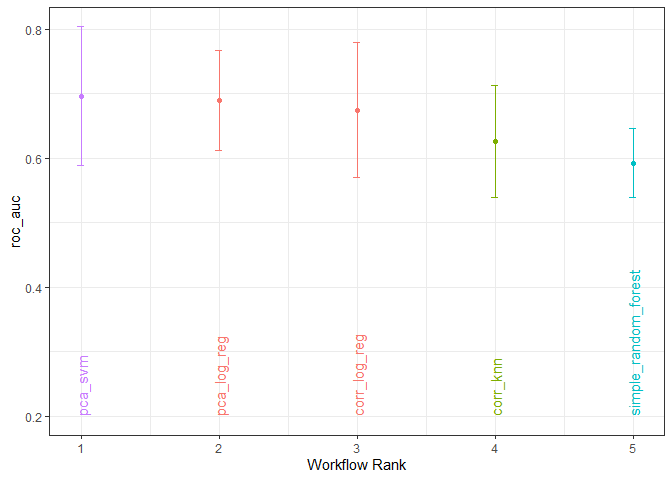 0.8
0.6
0.4
0.2
roc_auc
pca_svm
pca_log_reg
corr_log_reg
corr_knn
simple_random_forest
1
2
3
4
5
Workflow Rank